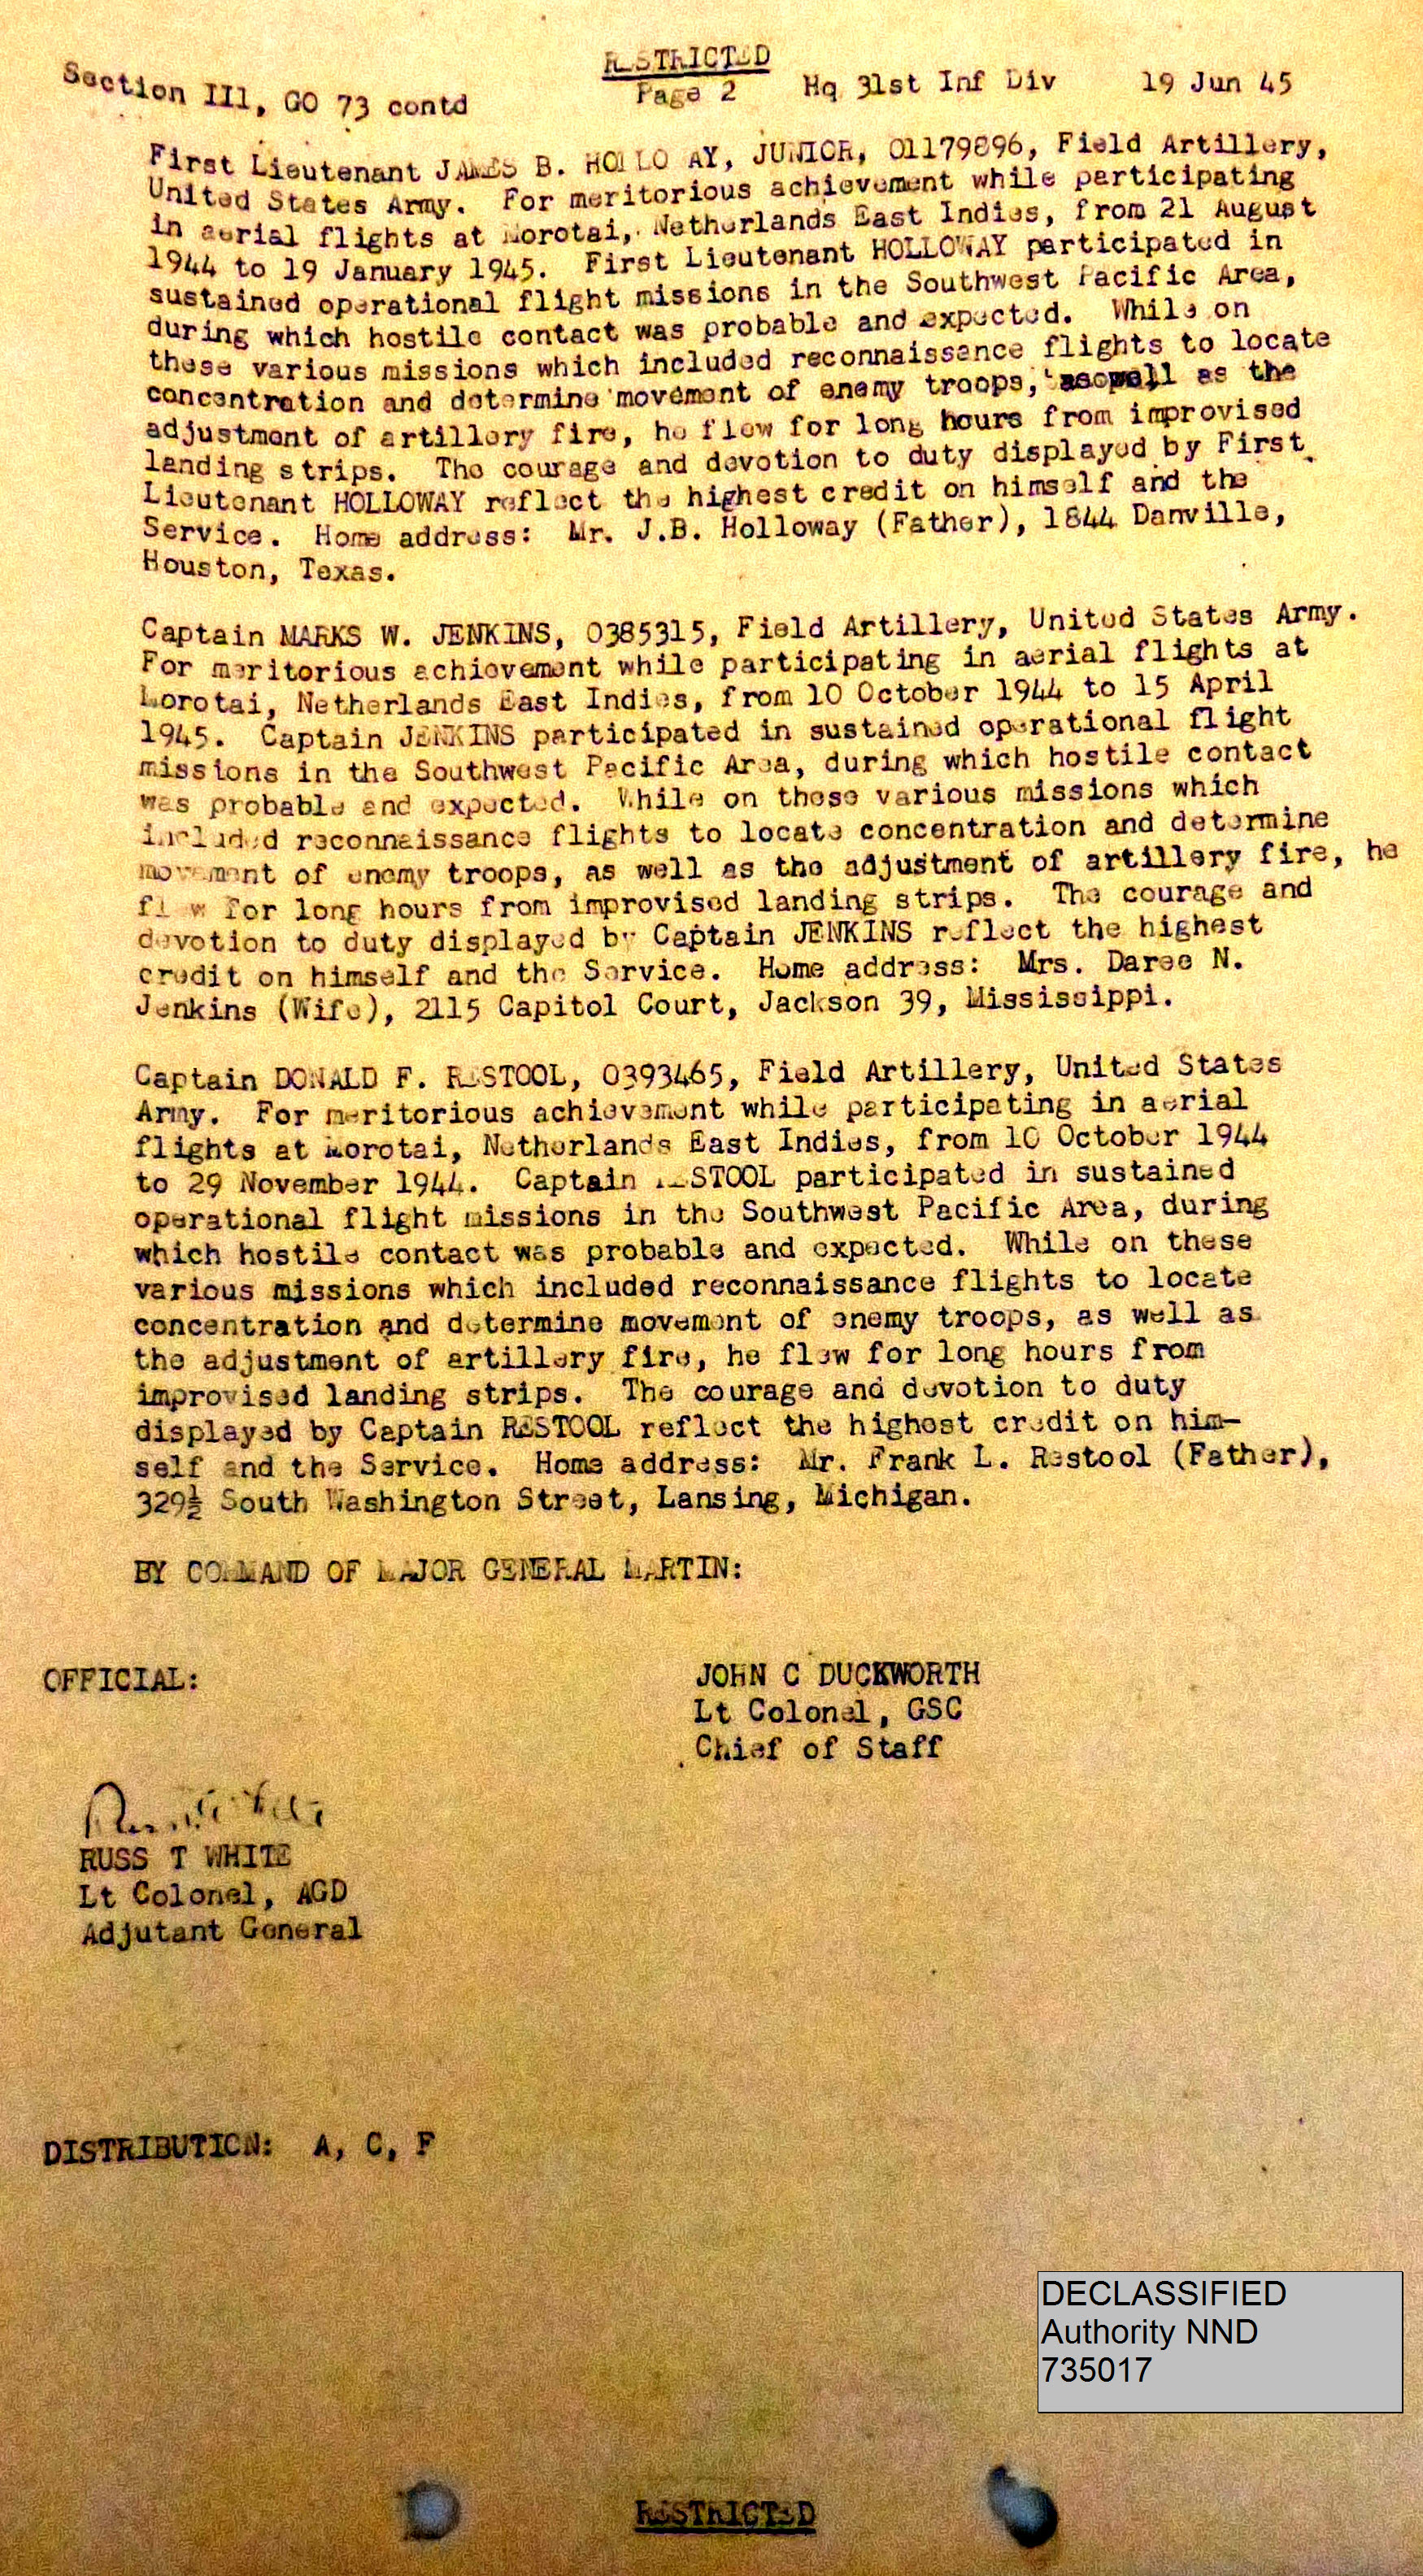 RESTRICTED
Section III, GO 73 contd Page 2 Hq 31st Inf Div 19 Jun 45
First Lieutenant JAMES B. HOLLOWAY, JUNIOR, O1179896, Field Artillery,
United States Army. For meritorious achievement while participating
in aerial flights at Morotai, Netherlands East Indies, from 21 August
1944 to 19 January 1945. First Lieutenant HOLLOWAY participated in
sustained operational flight missions in the Southwest Pacific Area,
during which hostile contact was probable and expected. While on
these various missions which included reconnaissance flights to locate
concentration and determine movement of enemy troops, as well as the
adjustment of artillery fire, he flew for long hours from improvised
landing strips. The courage and devotion to duty displayed by First
Lieutenant HOLLOWAY reflect the highest credit on himself and the
Service. Home address: Mr. J.B. Holloway (Father), 1844 Danville,
Houston, Texas.
Captain MARKS W. JENKINS, O385315, Field Artillery, United States Army.
For meritorious achievement while participating in aerial flights at
Morotai, Netherlands East Indies, from 10 October 1944 to 15 April
1945. Captain JENKINS participated in sustained operational flight
missions in the Southwest Pacific Area, during which hostile contact
was probable and expected. While on these various missions which
included reconnaissance flights to locate concentration and determine
movement of enemy troops, as well as the adjustment of artillery fire, he
flew for long hours from improvised landing strips. The courage and
devotion to duty displayed by Captain JENKINS reflect the highest
credit on himself and the Service. Home address: Mrs. Daree N.
Jenkins (Wife), 2115 Capitol Court, Jackson 39, Mississippi.
Captain DONALD F. RESTOOL, O393465, Field Artillery, United States
Army. For meritorious achievement while participating in aerial
flights at Morotai, Netherlands East Indies, from 10 October 1944
to 29 November 1944. Captain RESTOOL participated in sustained
operational flight missions in the Southwest Pacific Area, during
which hostile contact was probable and expected. While on these
various missions which included reconnaissance flights to locate
concentration and determine movement of enemy troops, as well as
the adjustment of artillery fire, he flew for long hours from
improvised landing strips. The courage and devotion to duty
displayed by Captain RESTOOL reflect the highest credit on him-
self and the Service. Home address: Mr. Frank L. Restool (Father),
329½ South Washington Street, Lansing, Michigan.
BY COMMAND OF MAJOR GENERAL MARTIN:
OFFICIAL:
JOHN C DUCKWORTH
Lt Colonel, GSC
Chief of Staff
RUSS T WHITE
Lt Colonel, AGD
Adjutant General
DISTRIBUTION: A, C, F
DECLASSIFIED
Authority NND
735017
RESTRICTED